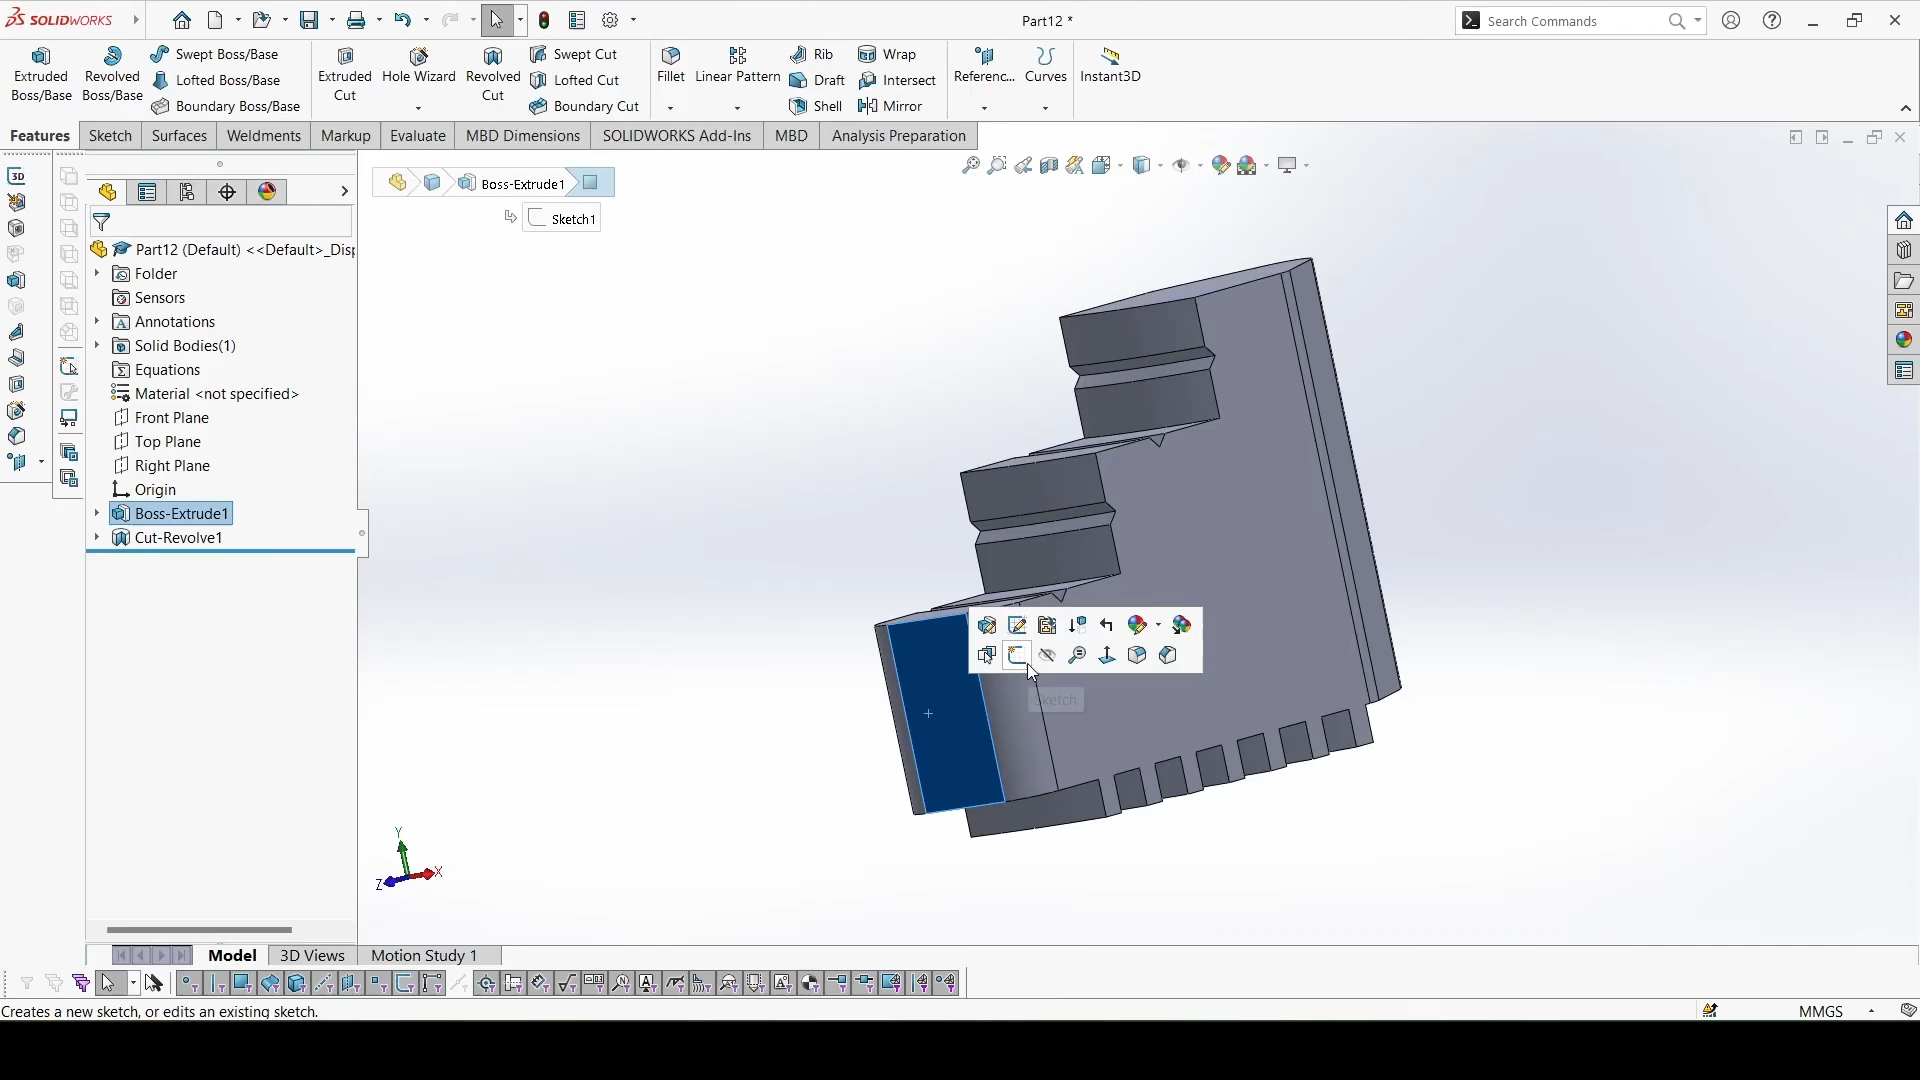 SOLIDWORKS
Part12 *
Search Commands
Extruded Boss/Base
Revolved Boss/Base
Swept Boss/Base
Lofted Boss/Base
Boundary Boss/Base
Extruded Cut
Hole Wizard
Revolved Cut
Swept Cut
Lofted Cut
Boundary Cut
Fillet
Linear Pattern
Rib
Draft
Shell
Wrap
Intersect
Mirror
Referenc...
Curves
Instant3D
Features
Sketch
Surfaces
Weldments
Markup
Evaluate
MBD Dimensions
SOLIDWORKS Add-Ins
MBD
Analysis Preparation
3D
Boss-Extrude1
Sketch1
Part12 (Default) <<Default>_Disp
Folder
Sensors
Annotations
Solid Bodies(1)
Equations
Material <not specified>
Front Plane
Top Plane
Right Plane
Origin
Boss-Extrude1
Cut-Revolve1
Sketch
Y
Z
X
Model
3D Views
Motion Study 1
Creates a new sketch, or edits an existing sketch.
MMGS